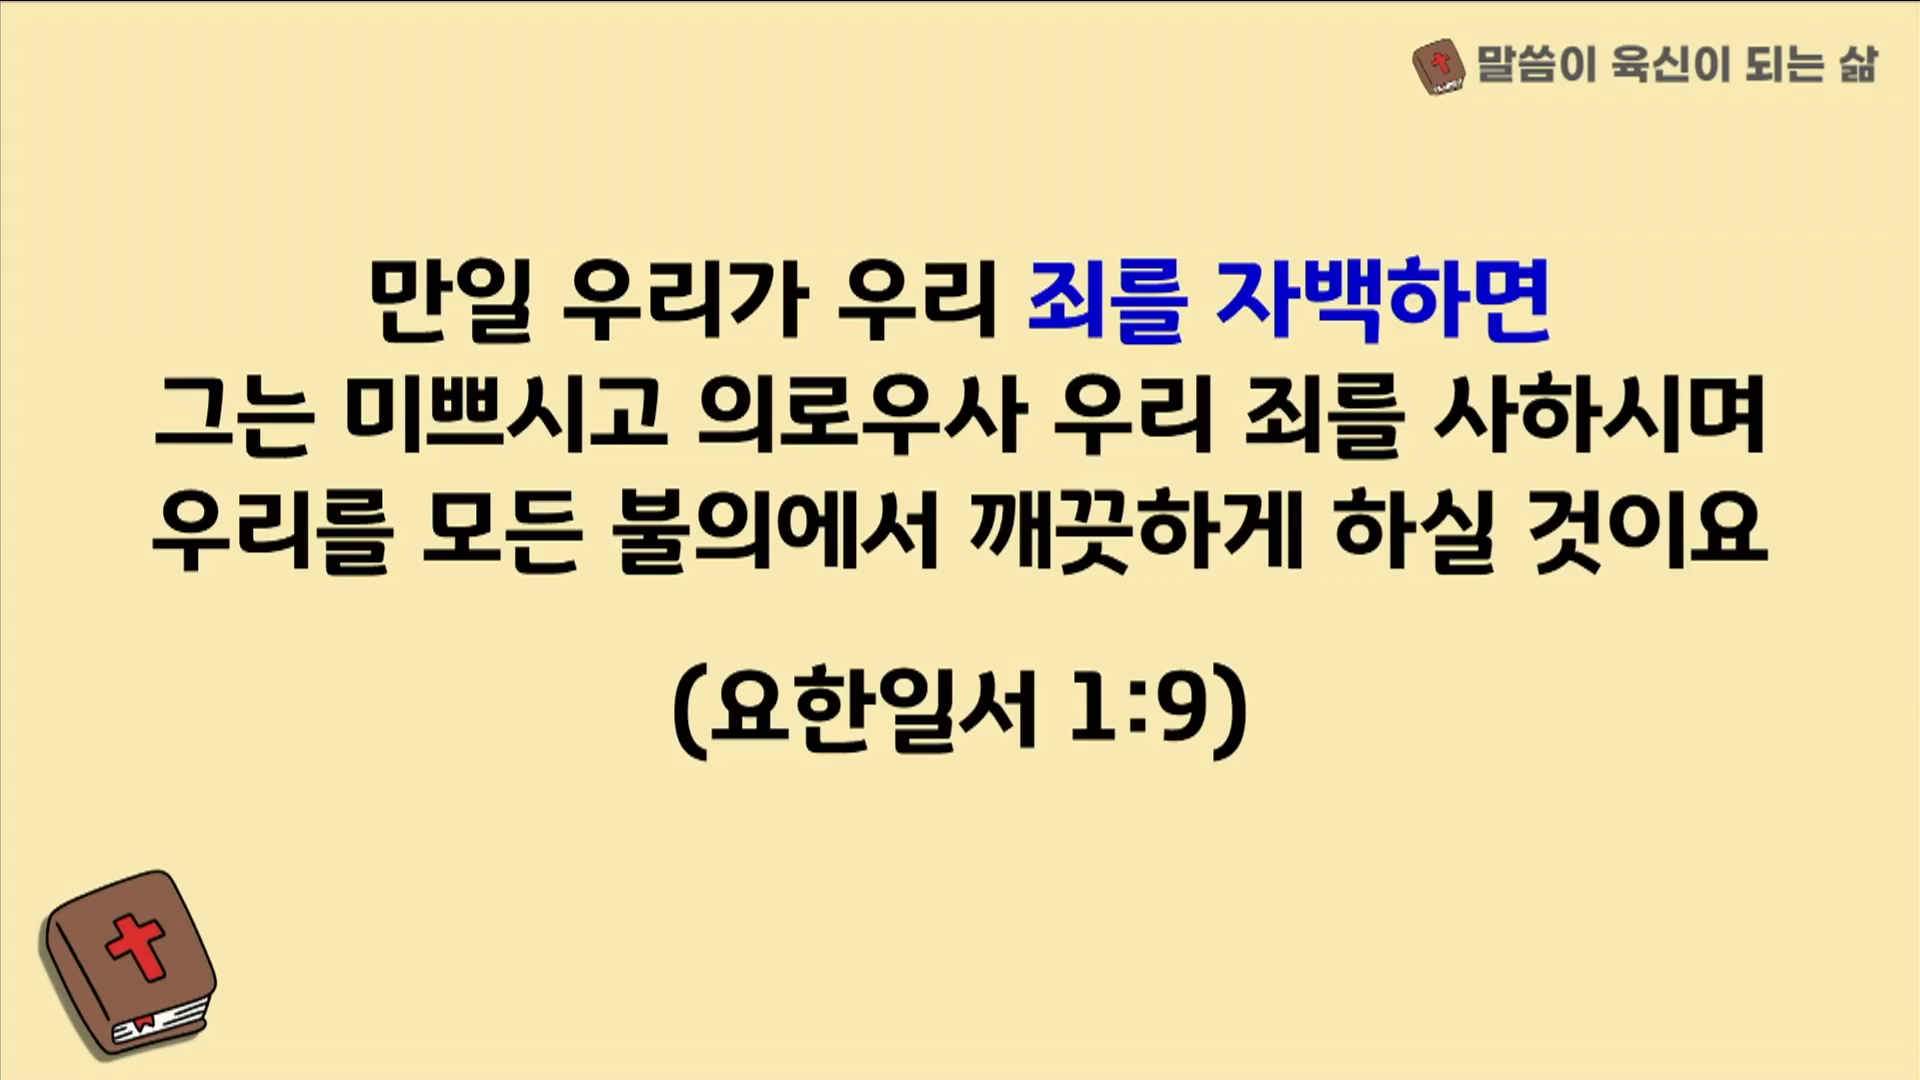 말씀이 육신이 되는 삶
만일 우리가 우리 죄를 자백하면
그는 미쁘시고 의로우사 우리 죄를 사하시며
우리를 모든 불의에서 깨끗하게 하실 것이요
(요한일서 1:9)